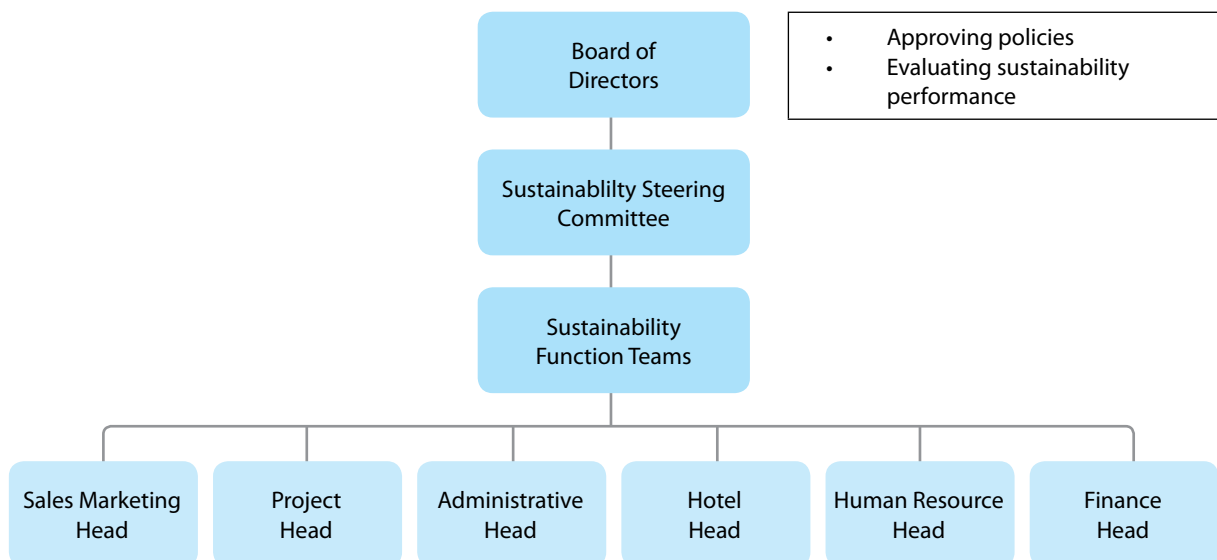 Board of
Directors
• Approving policies
• Evaluating sustainability
performance
Sustainablilty Steering
Committee
Sustainability
Function Teams
Sales Marketing
Head
Project
Head
Administrative
Head
Hotel
Head
Human Resource
Head
Finance
Head